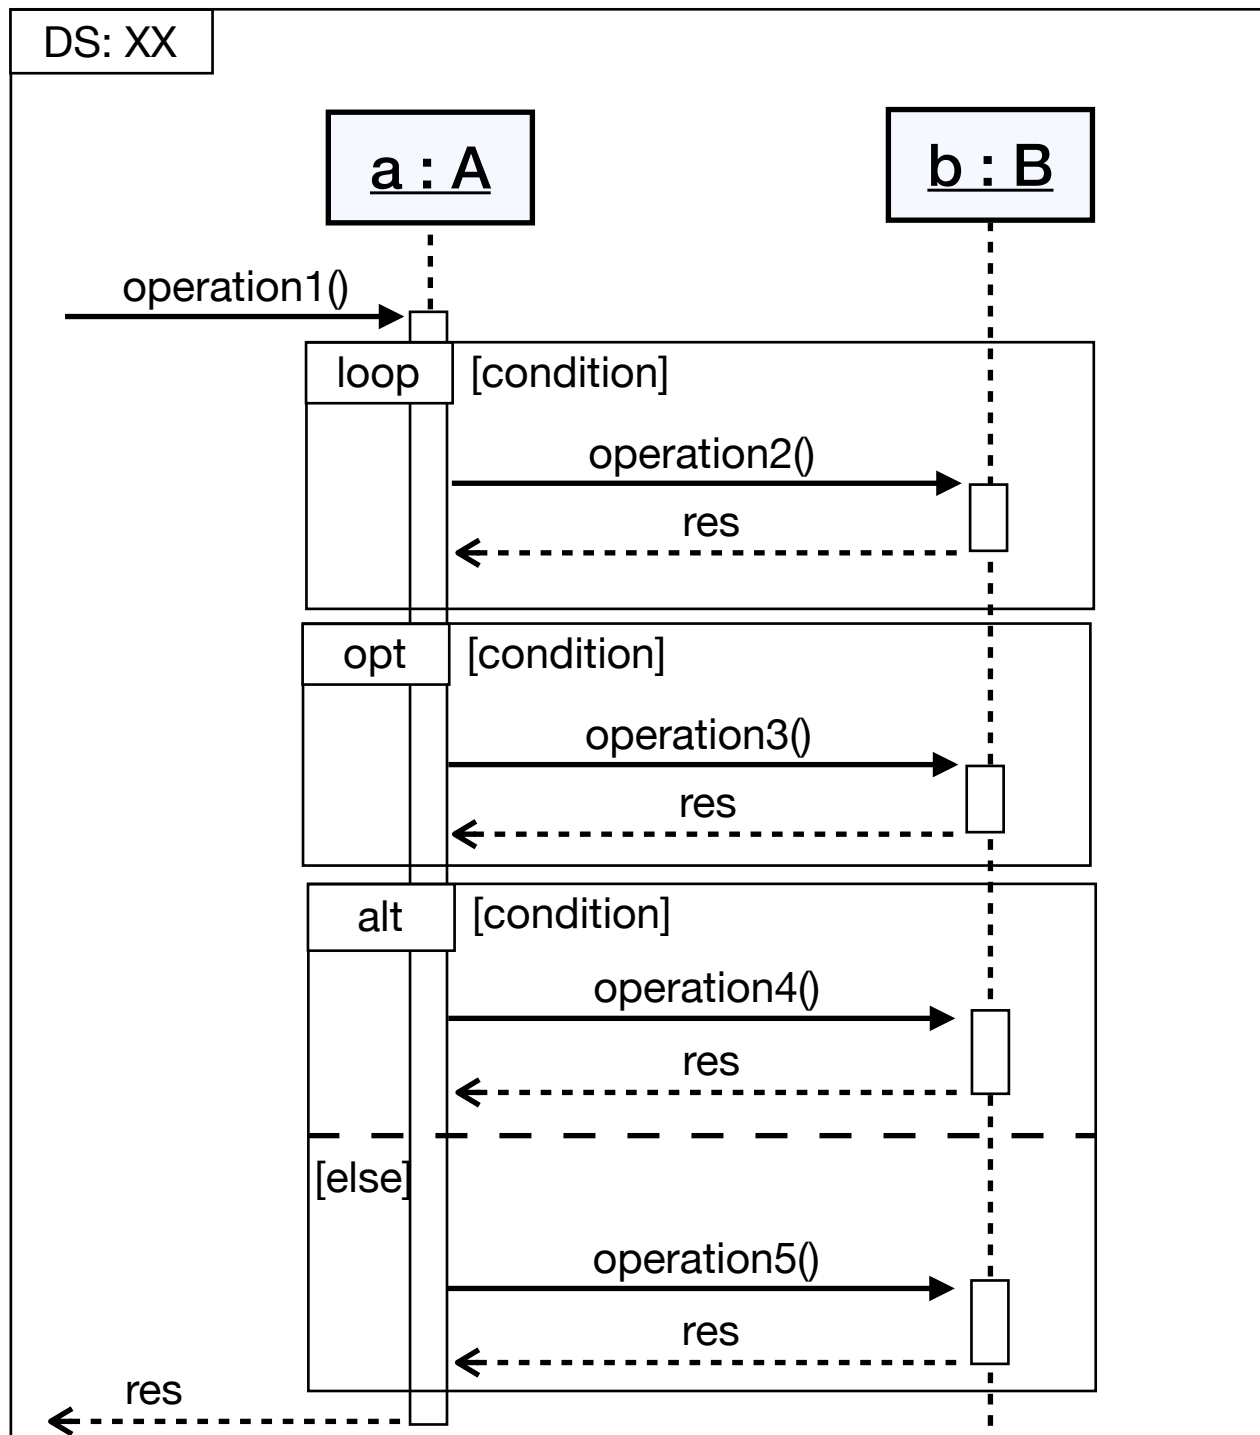 DS: XX
a : A
b : B
operation1()
loop
[condition]
operation2()
res
opt
[condition]
operation3()
res
alt
[condition]
operation4()
res
[else]
operation5()
res
res